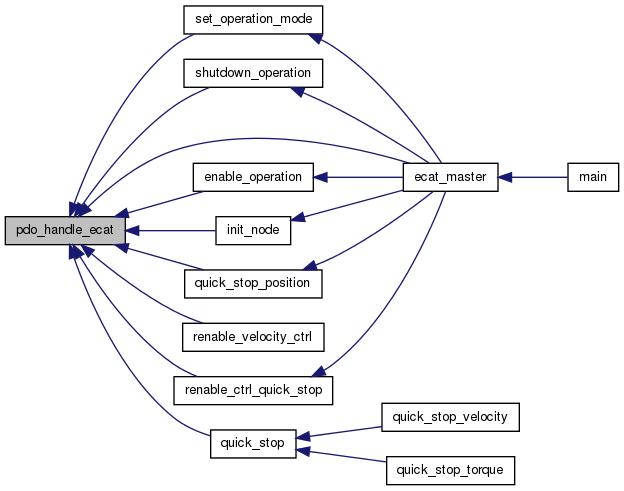 set_operation_mode
shutdown_operation
enable_operation
ecat_master
main
pdo_handle_ecat
init_node
quick_stop_position
renable_velocity_ctrl
renable_ctrl_quick_stop
quick_stop_velocity
quick_stop
quick_stop_torque